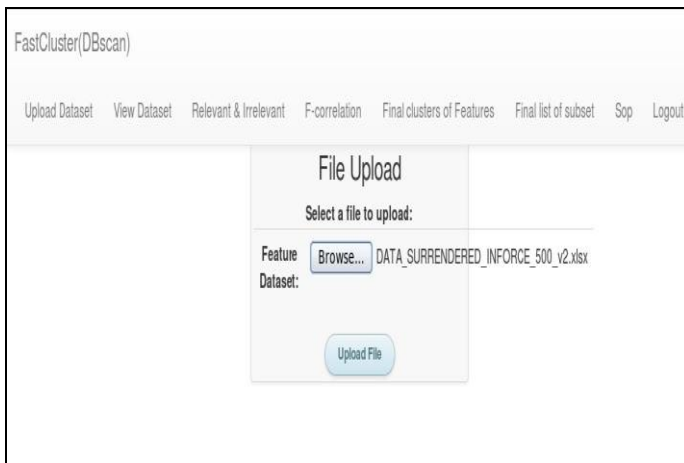 FastCluster(DBscan)
Upload Dataset View Dataset Relevant & Irrelevant F-correlation Final clusters of Features Final list of subset Sop Logout
File Upload
Select a file to upload:
Feature Dataset: Browse... DATA_SURRENDERED_INFORCE_500_v2.xlsx
Upload File